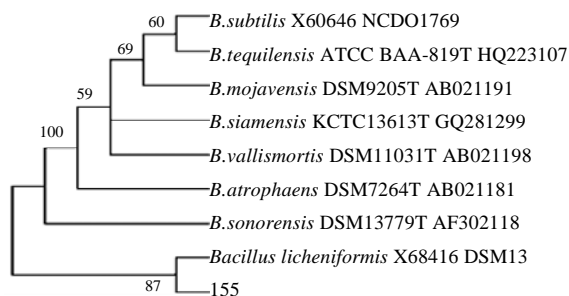 60
B.subtilis X60646 NCDO1769
69
B.tequilensis ATCC BAA-819T HQ223107
B.mojavensis DSM9205T AB021191
59
B.siamensis KCTC13613T GQ281299
100
B.vallismortis DSM11031T AB021198
B.atrophaens DSM7264T AB021181
B.sonorensis DSM13779T AF302118
Bacillus licheniformis X68416 DSM13
87
155